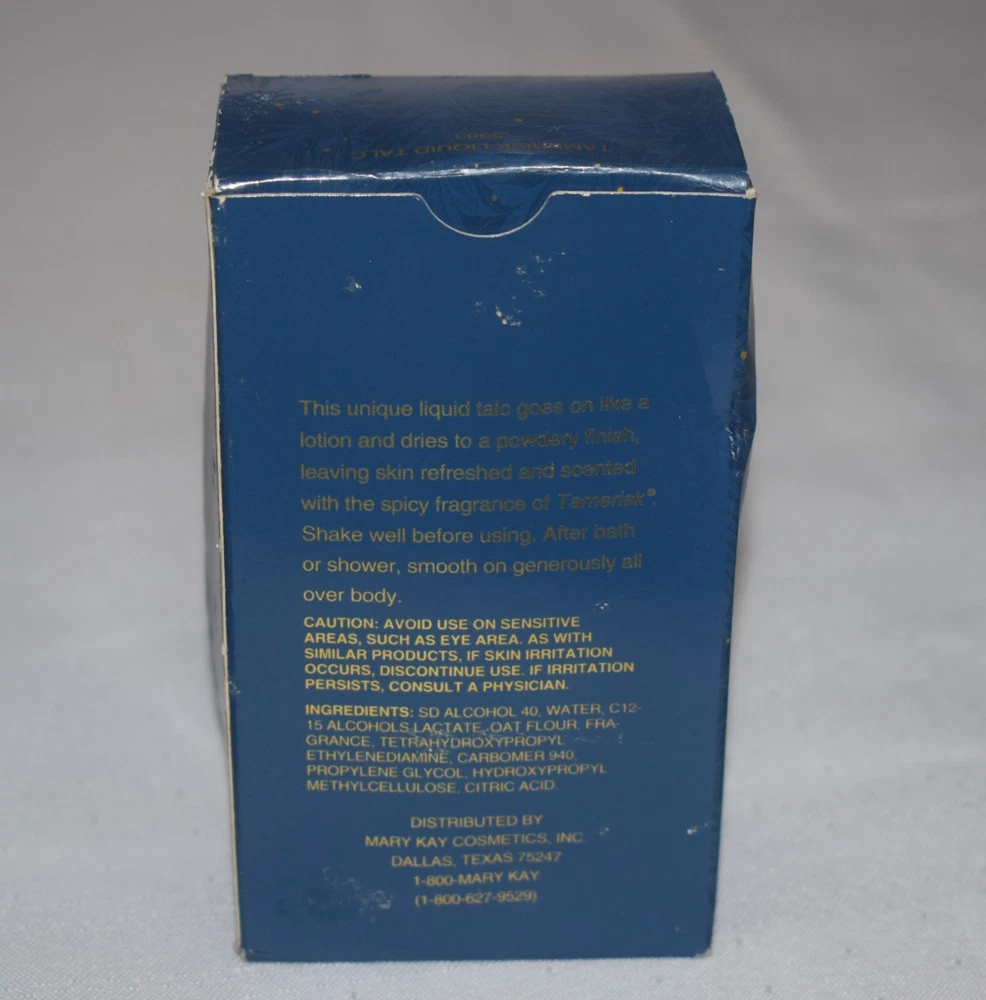 TAMERISK LIQUID TALC
This unique liquid talc goes on like a
lotion and dries to a powdery finish,
leaving skin refreshed and scented
with the spicy fragrance of Tamerisk®.
Shake well before using. After bath
or shower, smooth on generously all
over body.
CAUTION: AVOID USE ON SENSITIVE
AREAS, SUCH AS EYE AREA. AS WITH
SIMILAR PRODUCTS, IF SKIN IRRITATION
OCCURS, DISCONTINUE USE. IF IRRITATION
PERSISTS, CONSULT A PHYSICIAN.
INGREDIENTS: SD ALCOHOL 40, WATER, C12-
15 ALCOHOLS LACTATE, OAT FLOUR, FRA-
GRANCE, TETRAHYDROXYPROPYL
ETHYLENEDIAMINE, CARBOMER 940,
PROPYLENE GLYCOL, HYDROXYPROPYL
METHYLCELLULOSE, CITRIC ACID.
DISTRIBUTED BY
MARY KAY COSMETICS, INC.
DALLAS, TEXAS 75247
1-800-MARY KAY
(1-800-627-9529)